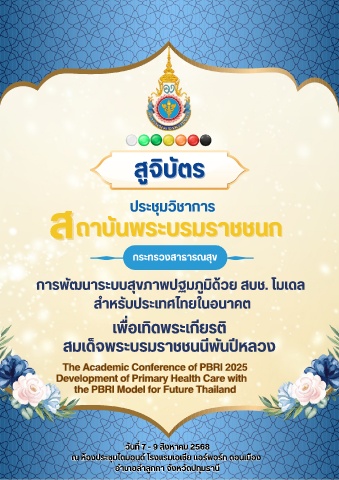 สูจิบัตร
ประชุมวิชาการ
สถาบันพระบรมราชชนก
กระทรวงสาธารณสุข
การพัฒนาระบบสุขภาพปฐมภูมิด้วย สบช. โมเดล
สำหรับประเทศไทยในอนาคต
เพื่อเทิดพระเกียรติ
สมเด็จพระบรมราชชนนีพันปีหลวง
The Academic Conference of PBRI 2025
Development of Primary Health Care with
the PBRI Model for Future Thailand
วันที่ 7 - 9 สิงหาคม 2568
ณ ห้องประชุมไดมอนด์ โรงแรมเอเชีย แอร์พอร์ท ดอนเมือง
อำเภอลำลูกกา จังหวัดปทุมธานี